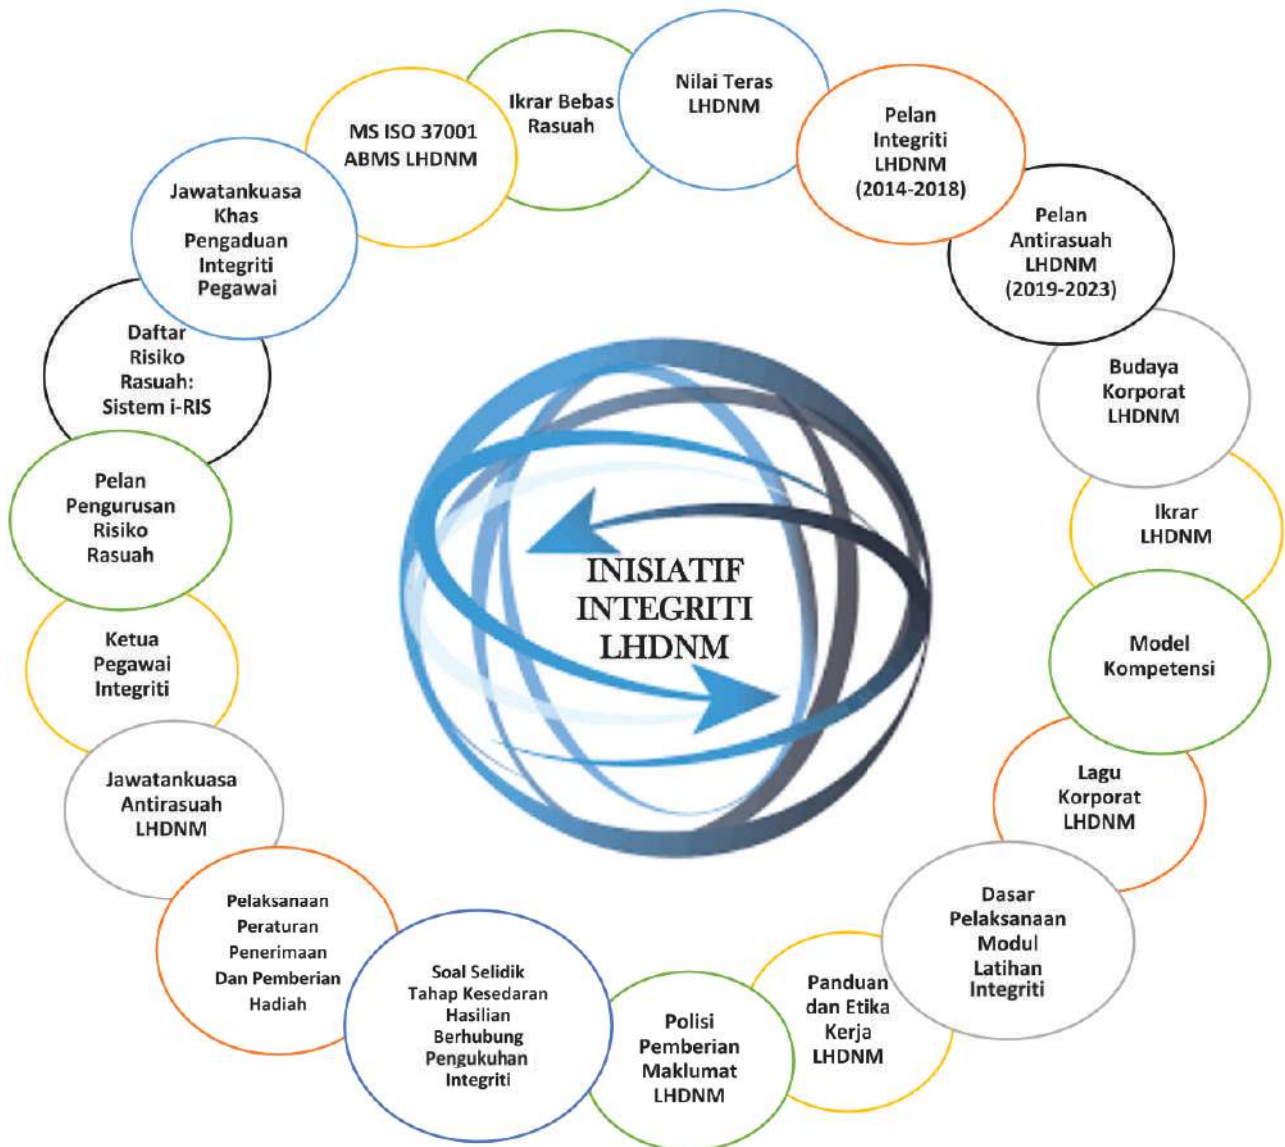 Nilai Teras
LHDNM
Pelan
Integriti
LHDNM
(2014-2018)
Pelan
Antirasuah
LHDNM
(2019-2023)
Budaya
Korporat
LHDNM
Ikrar
LHDNM
Model
Kompetensi
Lagu
Korporat
LHDNM
Dasar
Pelaksanaan
Modul
Latihan
Integriti
Panduan
dan Etika
Kerja
LHDNM
Polisi
Pemberian
Maklumat
LHDNM
Soal Selidik
Tahap Kesedaran
Hasilian
Berhubung
Pengukuhan
Integriti
Pelaksanaan
Peraturan
Penerimaan
Dan Pemberian
Hadiah
Jawatankuasa
Antirasuah
LHDNM
Ketua
Pegawai
Integriti
Pelan
Pengurusan
Risiko
Rasuah
Daftar
Risiko
Rasuah:
Sistem i-RIS
Jawatankuasa
Khas
Pengaduan
Integriti
Pegawai
MS ISO 37001
ABMS LHDNM
Ikrar Bebas
Rasuah
INISIATIF
INTEGRITI
LHDNM